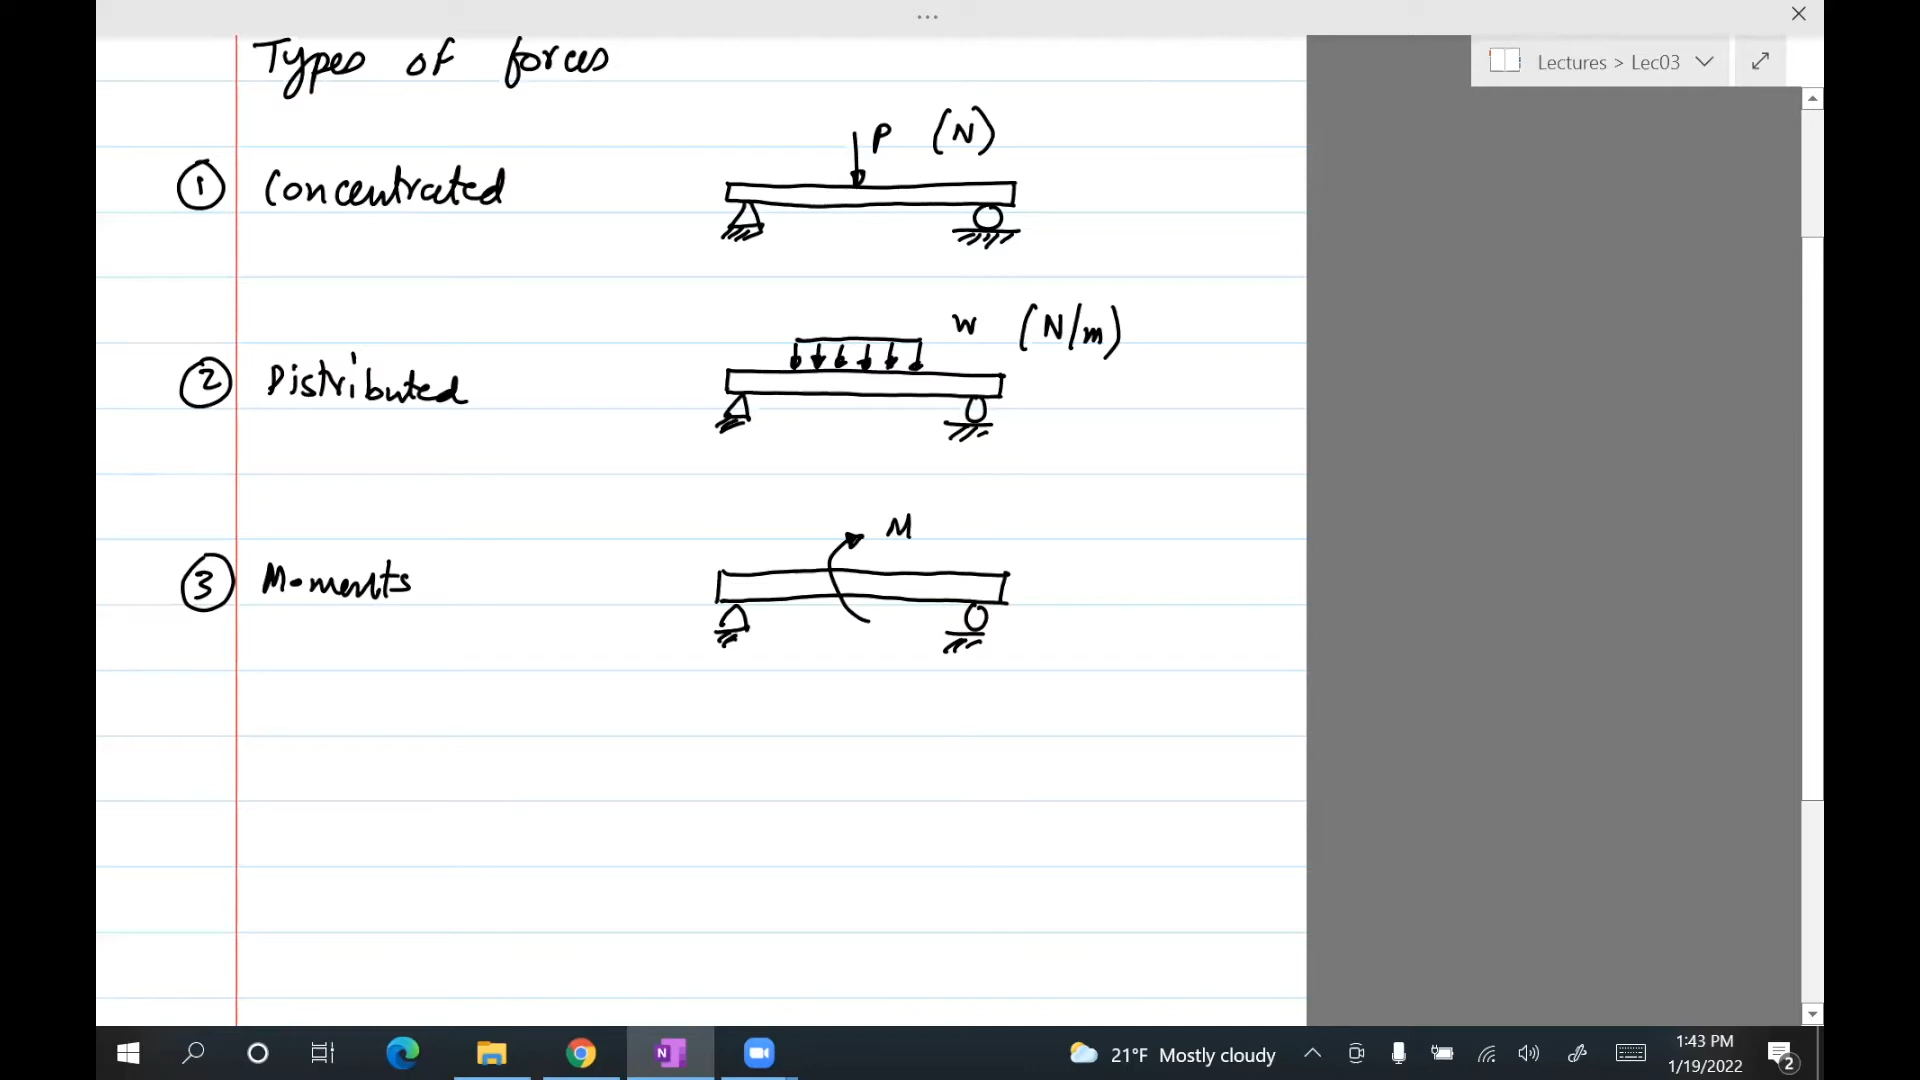 Lectures > Lec03
Types of forces
P (N)
1 Concentrated
w (N/m)
2 Distributed
M
3 Moments
21°F Mostly cloudy
1:43 PM
1/19/2022
2